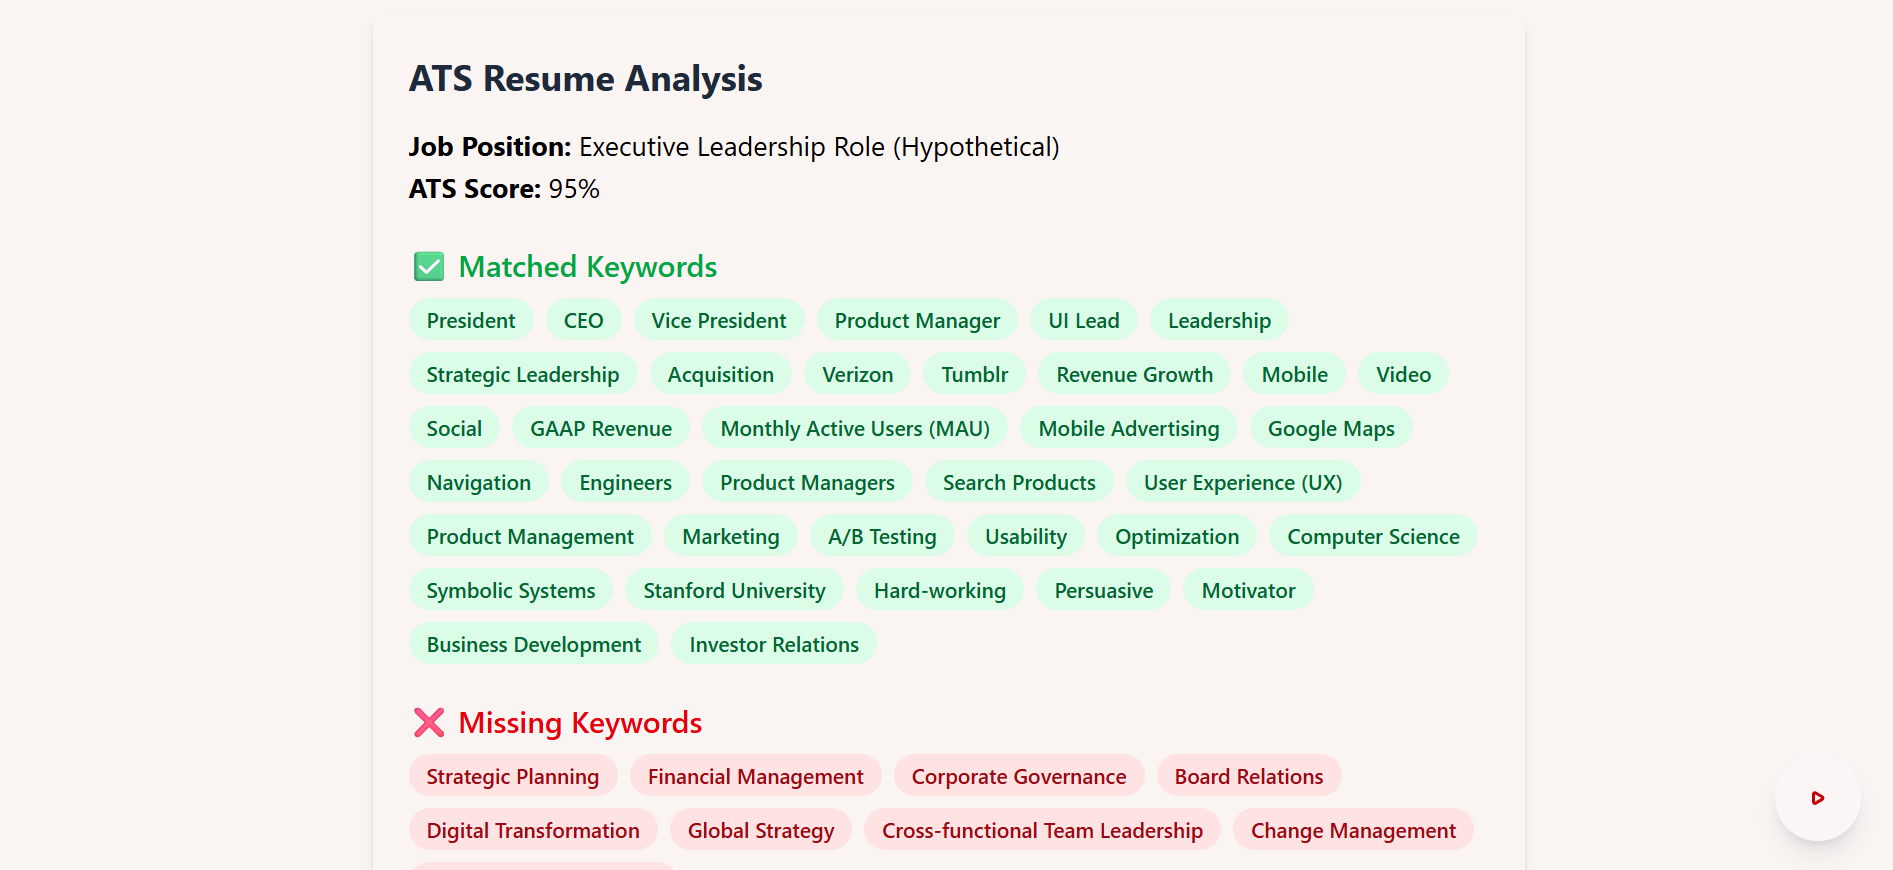 ATS Resume Analysis
Job Position: Executive Leadership Role (Hypothetical)
ATS Score: 95%
✅ Matched Keywords
President CEO Vice President Product Manager UI Lead Leadership
Strategic Leadership Acquisition Verizon Tumblr Revenue Growth Mobile Video
Social GAAP Revenue Monthly Active Users (MAU) Mobile Advertising Google Maps
Navigation Engineers Product Managers Search Products User Experience (UX)
Product Management Marketing A/B Testing Usability Optimization Computer Science
Symbolic Systems Stanford University Hard-working Persuasive Motivator
Business Development Investor Relations
❌ Missing Keywords
Strategic Planning Financial Management Corporate Governance Board Relations
Digital Transformation Global Strategy Cross-functional Team Leadership Change Management